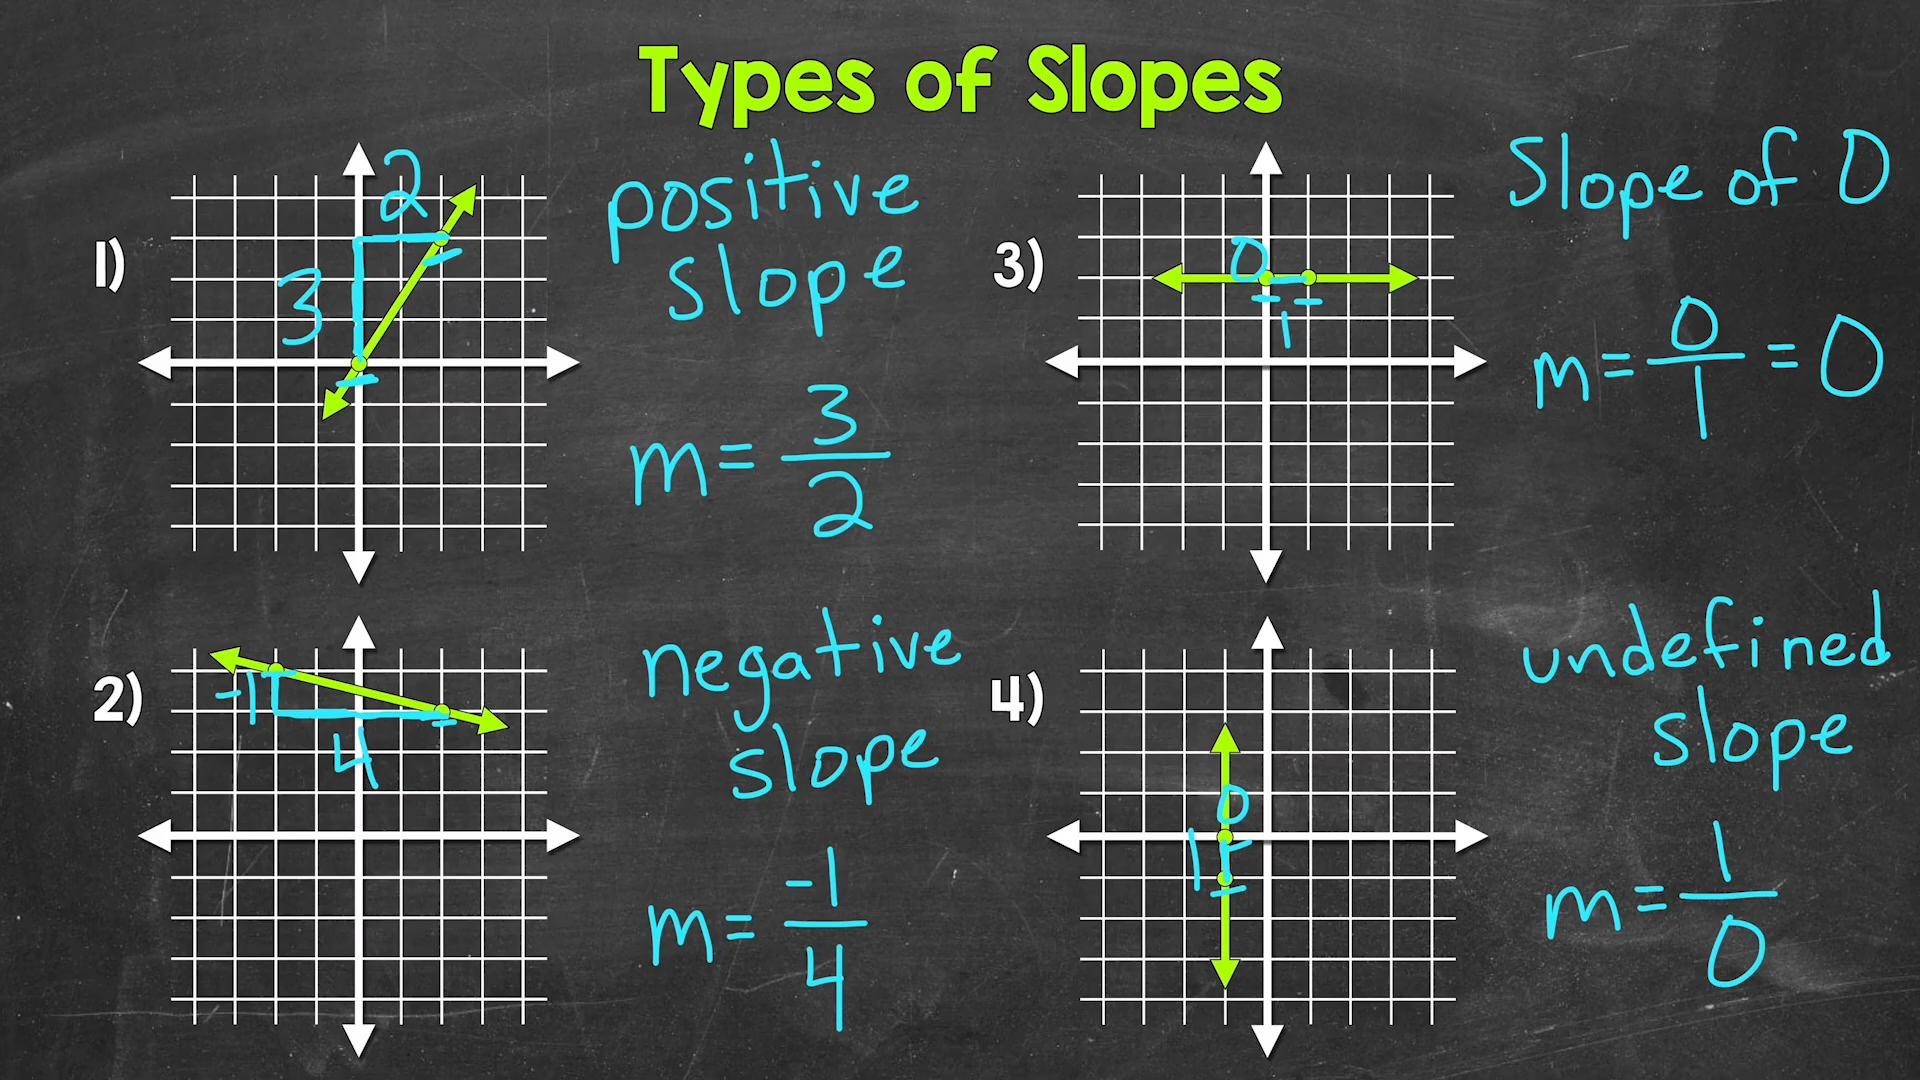 Types of Slopes
1)
2
3
positive
slope
m = 3/2
2)
-1
4
negative
slope
m = -1/4
3)
0
1
Slope of 0
m = 0/1 = 0
4)
0
1
undefined
slope
m = 1/0